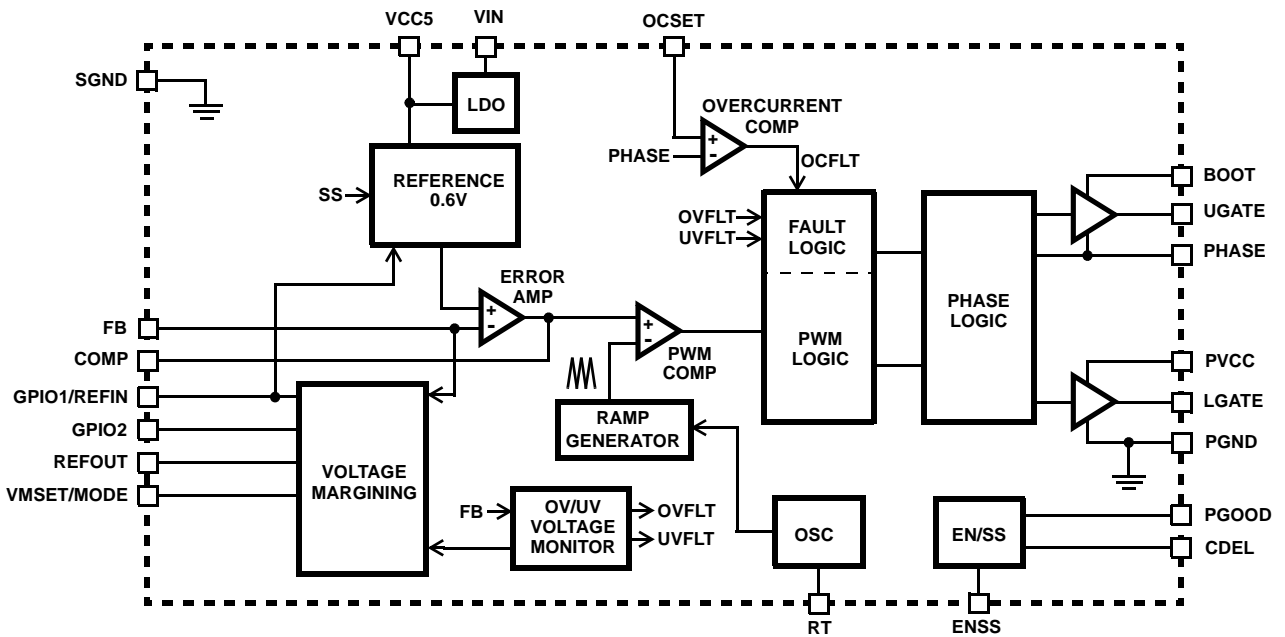 VCC5
VIN
OCSET
SGND
LDO
OVERCURRENT
COMP
+
-
PHASE
OCFLT
REFERENCE
0.6V
SS
BOOT
UGATE
PHASE
OVFLT
UVFLT
FAULT
LOGIC
PWM
LOGIC
PHASE
LOGIC
ERROR
AMP
+
-
+
-
PWM
COMP
FB
COMP
GPIO1/REFIN
GPIO2
REFOUT
VMSET/MODE
VOLTAGE
MARGINING
RAMP
GENERATOR
PVCC
LGATE
PGND
FB
OV/UV
VOLTAGE
MONITOR
OVFLT
UVFLT
OSC
EN/SS
PGOOD
CDEL
RT
ENSS